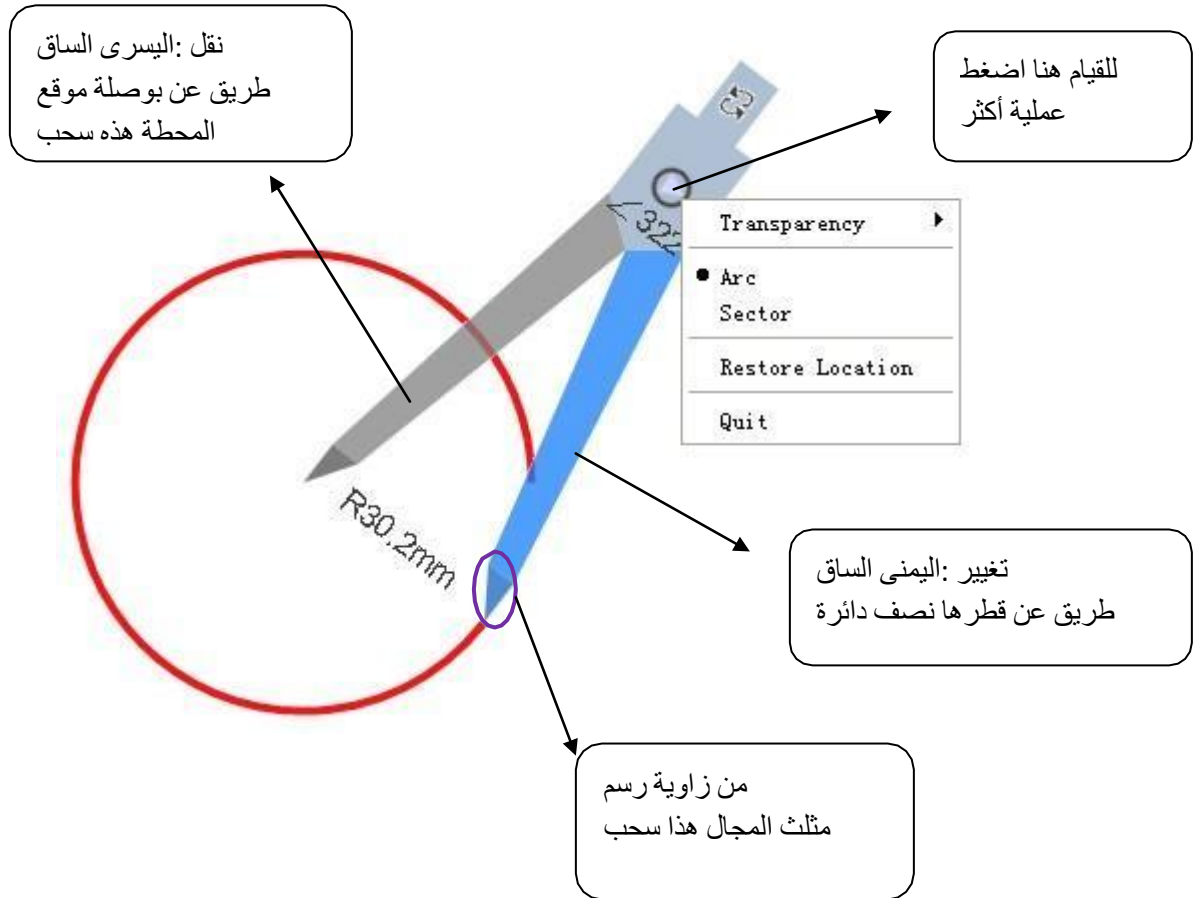 نقل :اليسرى الساق
طريق عن بوصلة موقع
المحطة هذه سحب
للقيام هنا اضغط
عملية أكثر
∠ 322
Transparency
Arc
Sector
Restore Location
Quit
R30.2mm
تغيير :اليمنى الساق
طريق عن قطرها نصف دائرة
من زاوية رسم
مثلث المجال هذا سحب